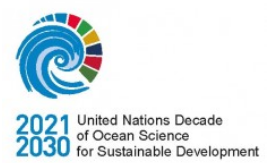 2021 United Nations Decade
of Ocean Science
2030 for Sustainable Development